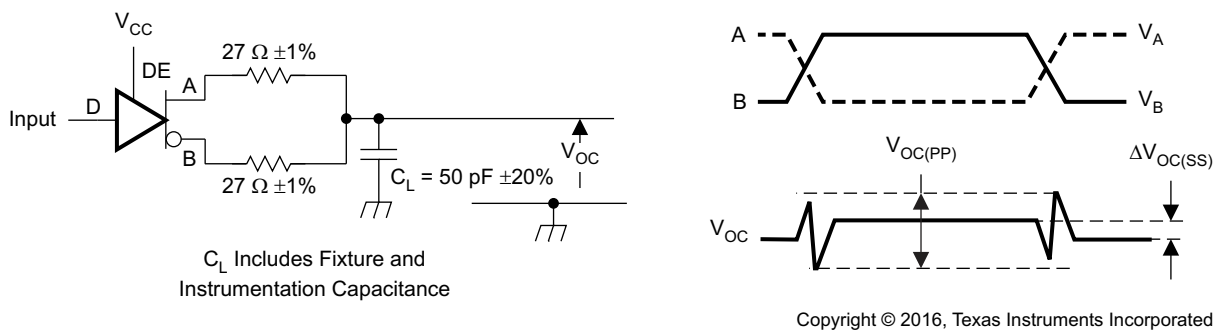 V_CC
27 Ω ±1%
DE
A
D
Input
B
27 Ω ±1%
C_L = 50 pF ±20%
V_OC
C_L Includes Fixture and
Instrumentation Capacitance
A
V_A
B
V_B
V_OC(PP)
ΔV_OC(SS)
V_OC
Copyright © 2016, Texas Instruments Incorporated